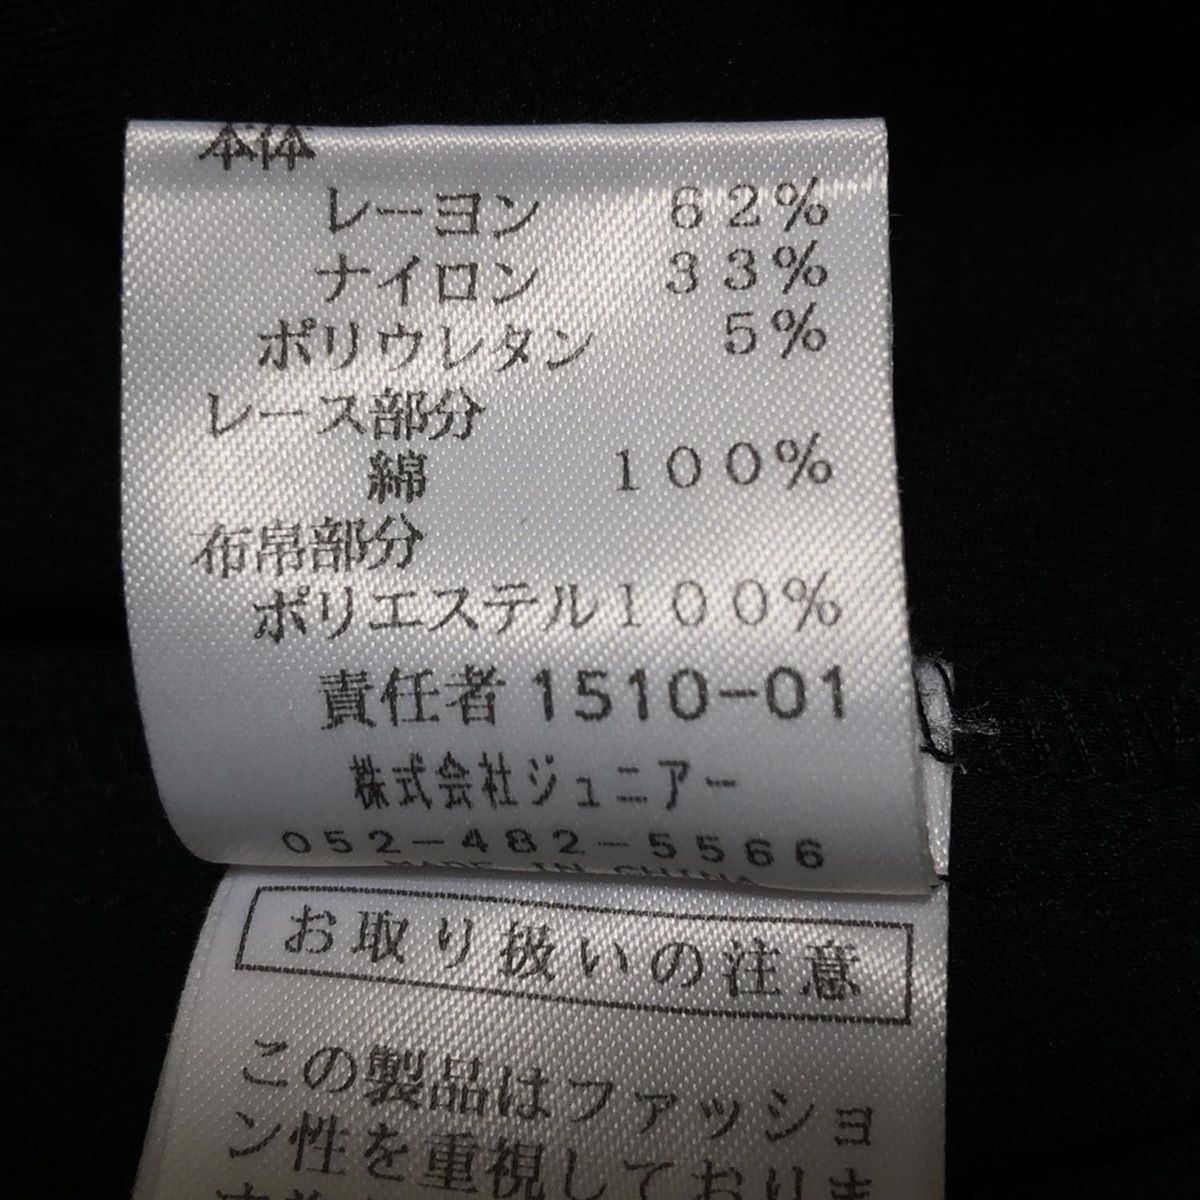 本体
レーヨン 62%
ナイロン 33%
ポリウレタン 5%
レース部分
綿 100%
布帛部分
ポリエステル100%
責任者 1510-01
株式会社ジュニアー
052-482-5566
MADE IN CHINA
お取り扱いの注意
この製品はファッショ
ン性を重視しておりま